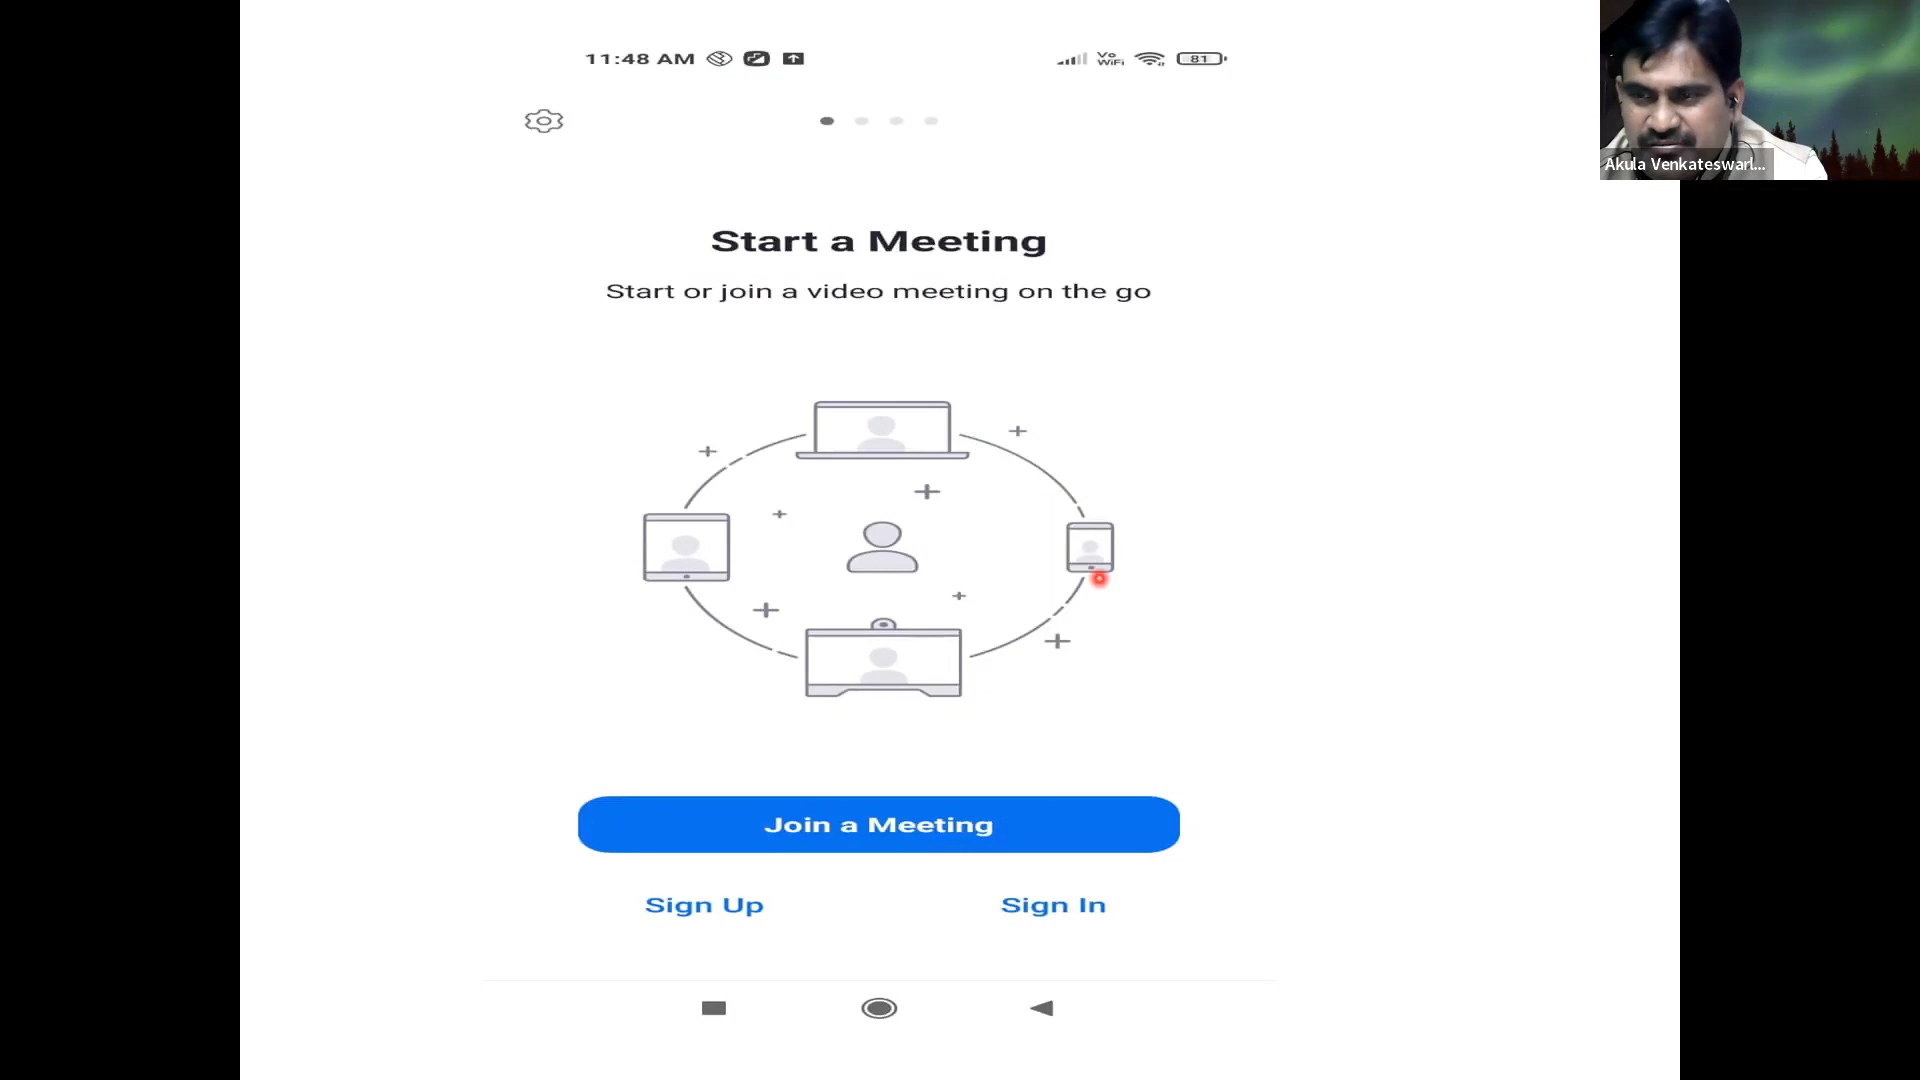 11:48 AM
Vo
WiFi
81
Akula Venkateswarl...
Start a Meeting
Start or join a video meeting on the go
Join a Meeting
Sign Up
Sign In